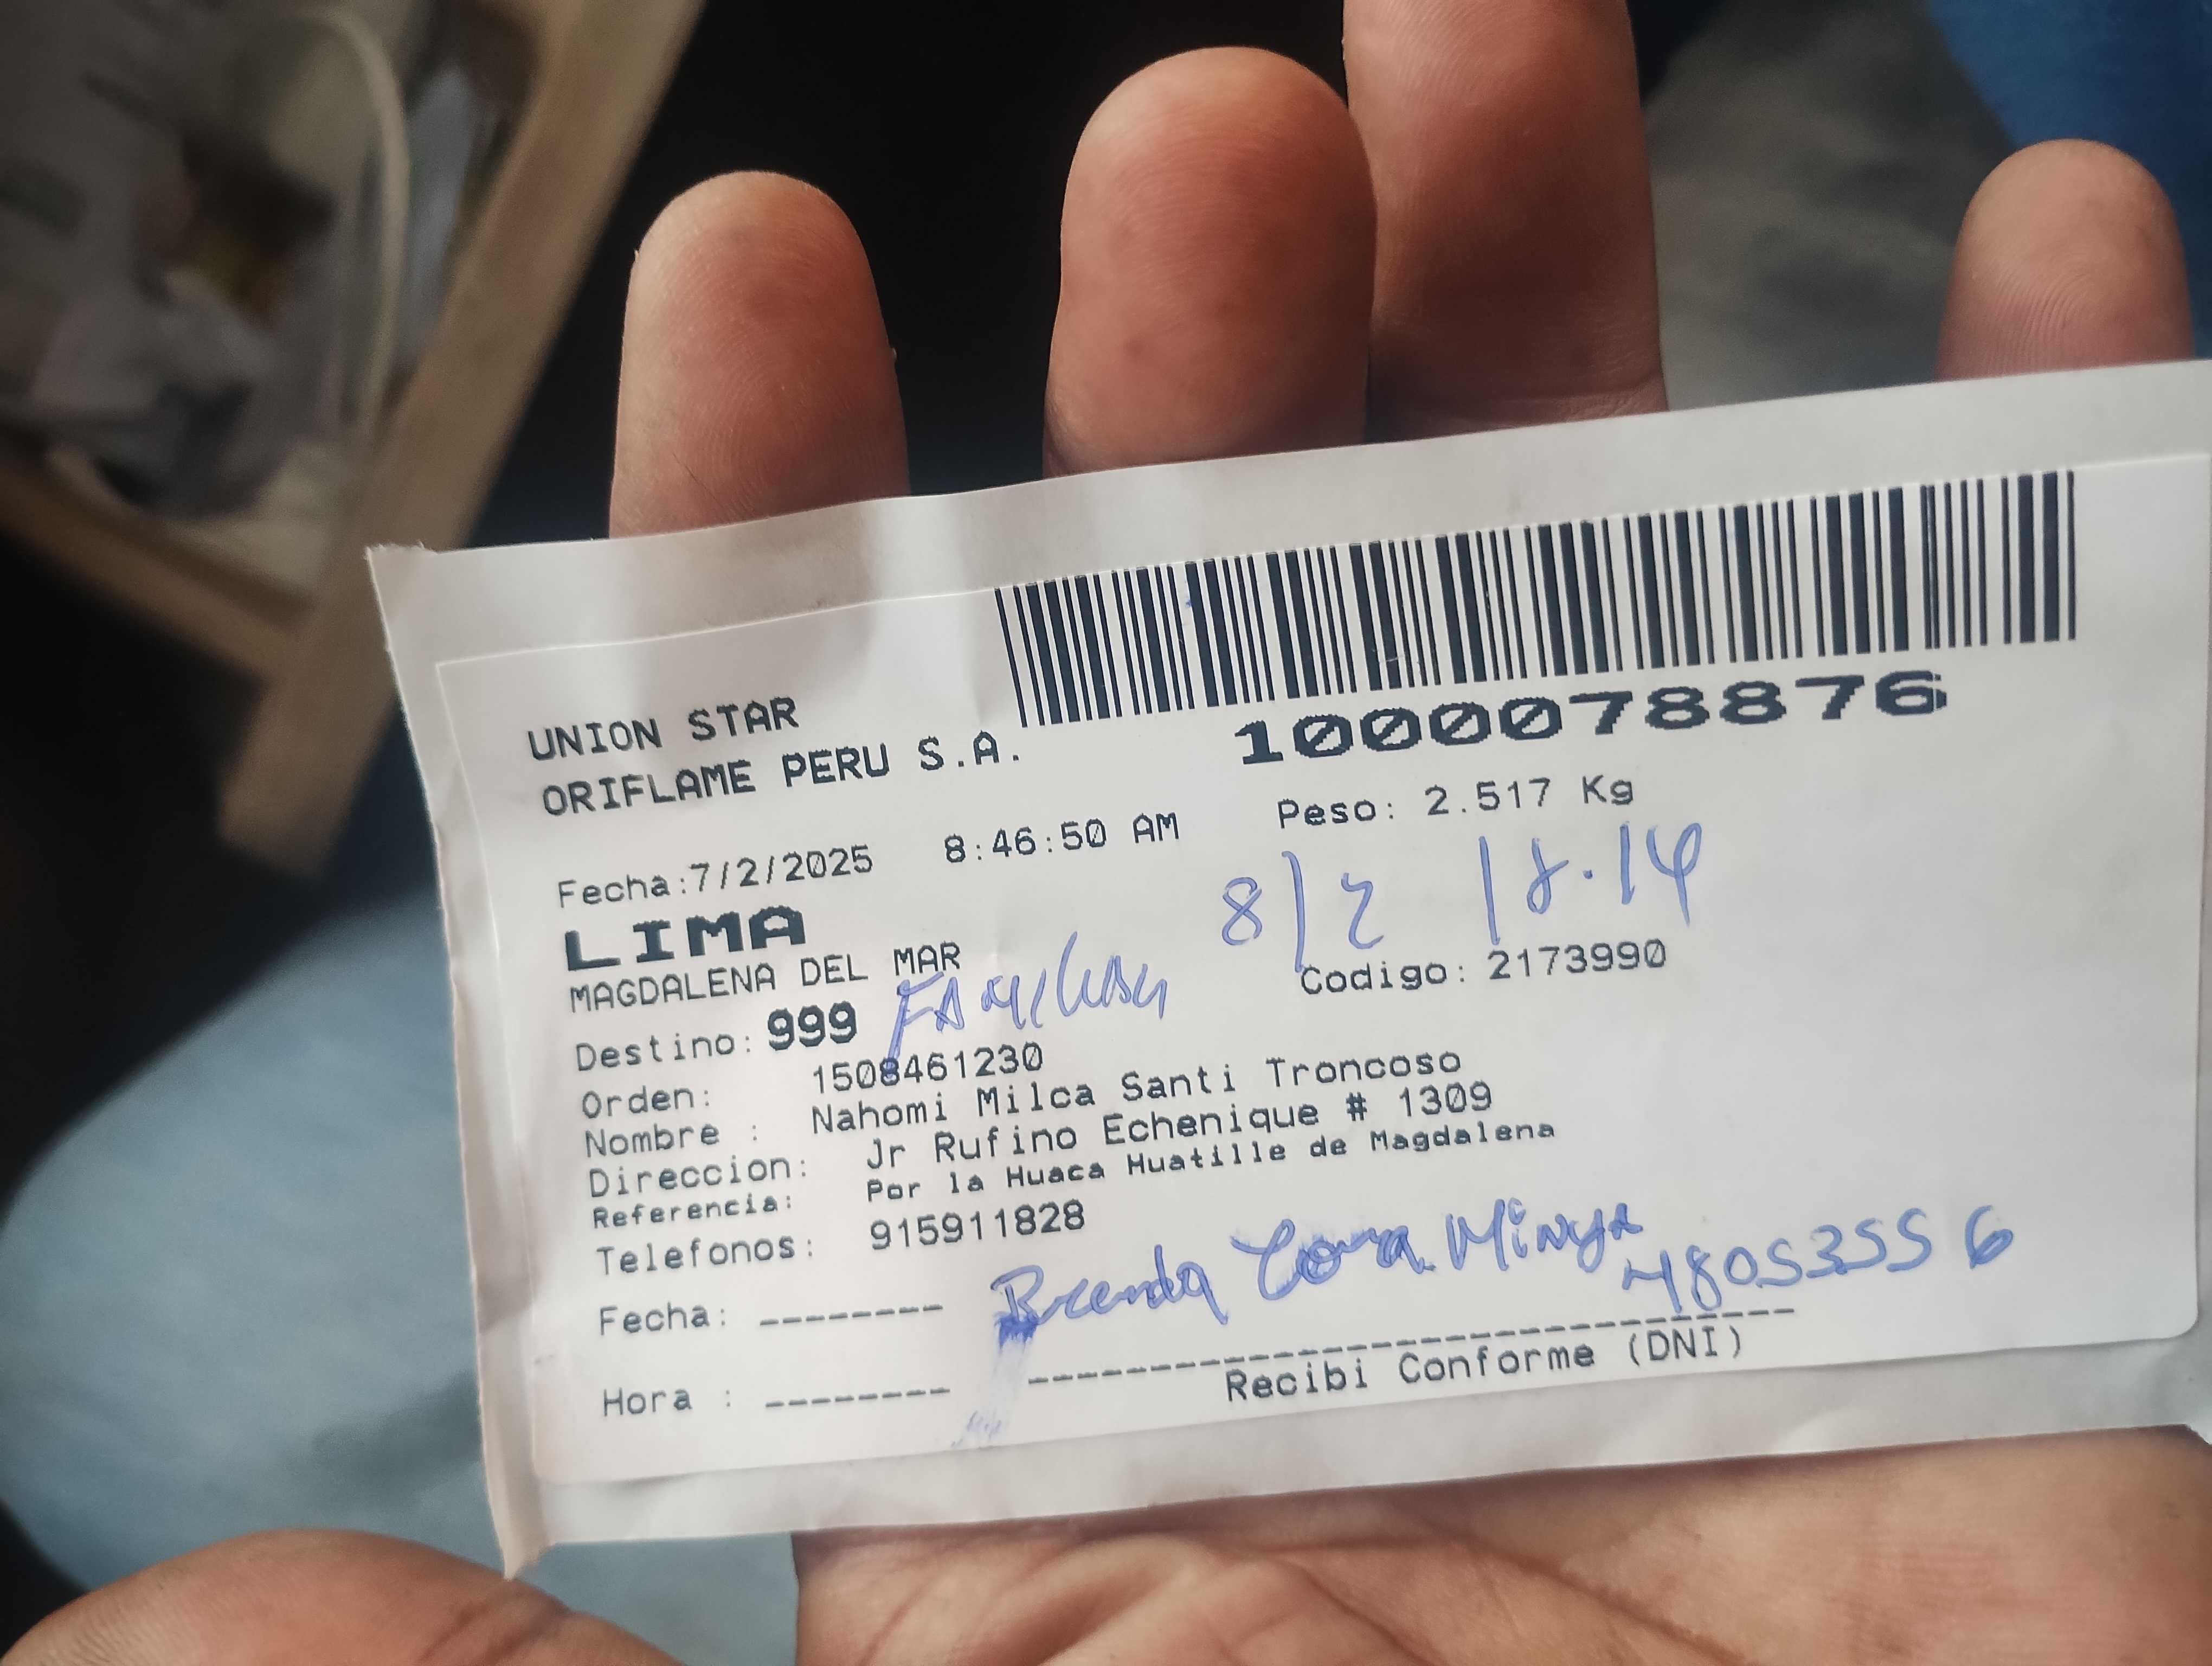 UNION STAR
ORIFLAME PERU S.A.
1000078876
Fecha:7/2/2025 8:46:50 AM Peso: 2.517 Kg
8/2 18.14
LIMA
MAGDALENA DEL MAR
Codigo: 2173990
Destino: 999
Orden: 1508461230
Nombre : Nahomi Milca Santi Troncoso
Direccion: Jr Rufino Echenique # 1309
Referencia: Por la Huaca Huatille de Magdalena
Telefonos: 915911828
Brenda
48053556
Fecha: --------
Hora : --------
Recibi Conforme (DNI)